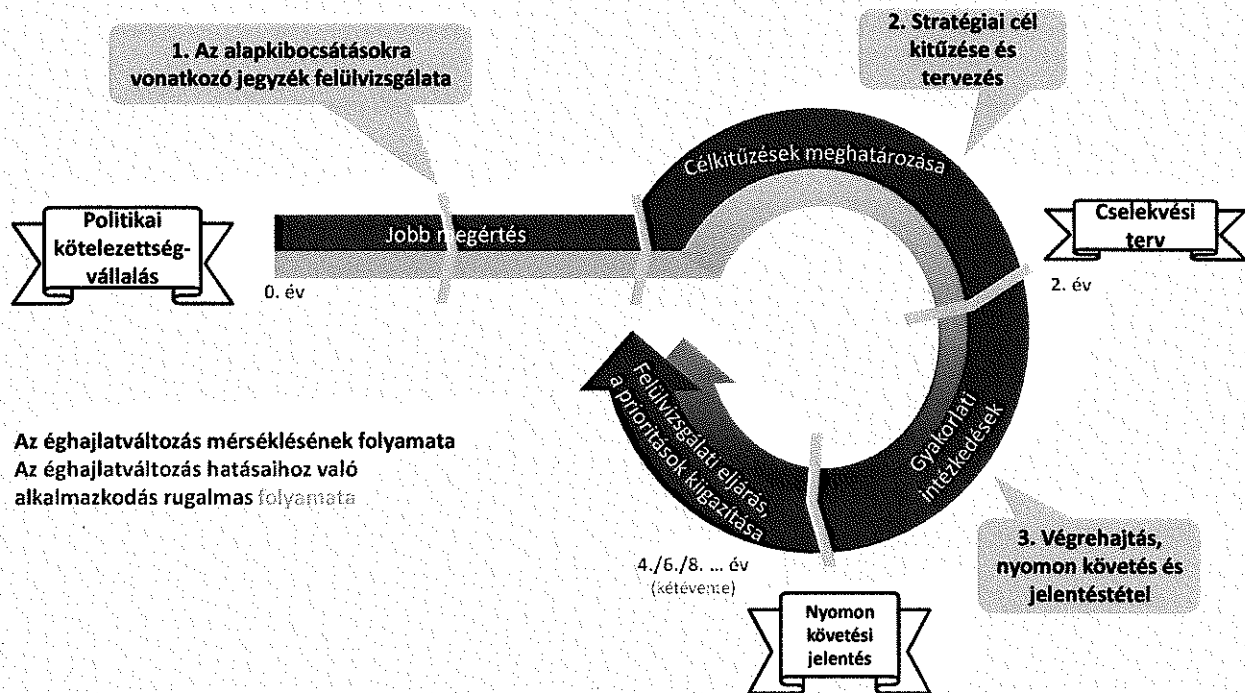 1. Az alapkibocsátásokra
vonatkozó jegyzék felülvizsgálata
2. Stratégiai cél
kitűzése és
tervezés
Célkitűzések meghatározása
Politikai
kötelezettség-
vállalás
Jobb megértés
Cselekvési
terv
0. év
2. év
Felülvizsgálati eljárás,
a prioritások kiigazítása
Gyakorlati
intézkedések
Az éghajlatváltozás mérséklésének folyamata
Az éghajlatváltozás hatásaihoz való
alkalmazkodás rugalmas folyamata
3. Végrehajtás,
nyomon követés és
jelentéstétel
4./6./8. ... év
(kétévente)
Nyomon
követési
jelentés